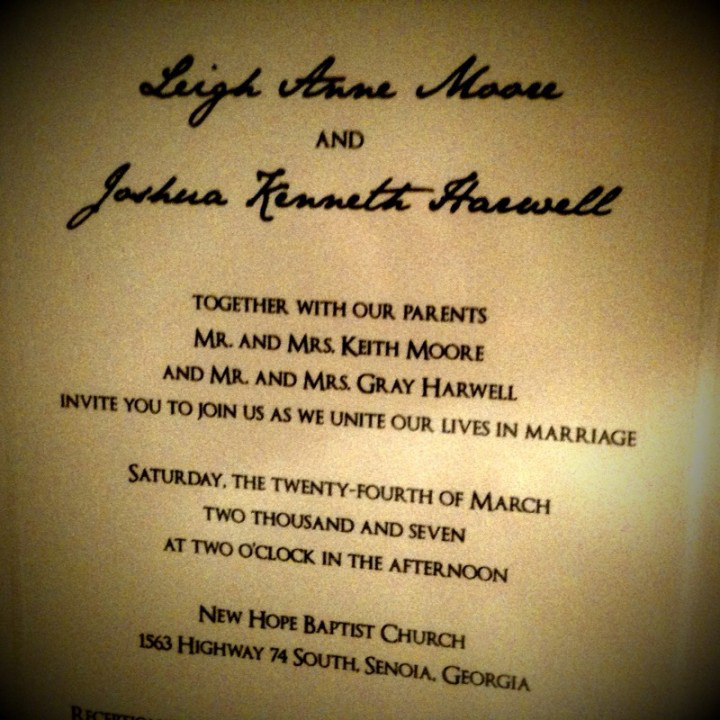 Leigh Anne Moore
AND
Joshua Kenneth Harwell
TOGETHER WITH OUR PARENTS
MR. AND MRS. KEITH MOORE
AND MR. AND MRS. GRAY HARWELL
INVITE YOU TO JOIN US AS WE UNITE OUR LIVES IN MARRIAGE
SATURDAY, THE TWENTY-FOURTH OF MARCH
TWO THOUSAND AND SEVEN
AT TWO O'CLOCK IN THE AFTERNOON
NEW HOPE BAPTIST CHURCH
1563 HIGHWAY 74 SOUTH, SENOIA, GEORGIA